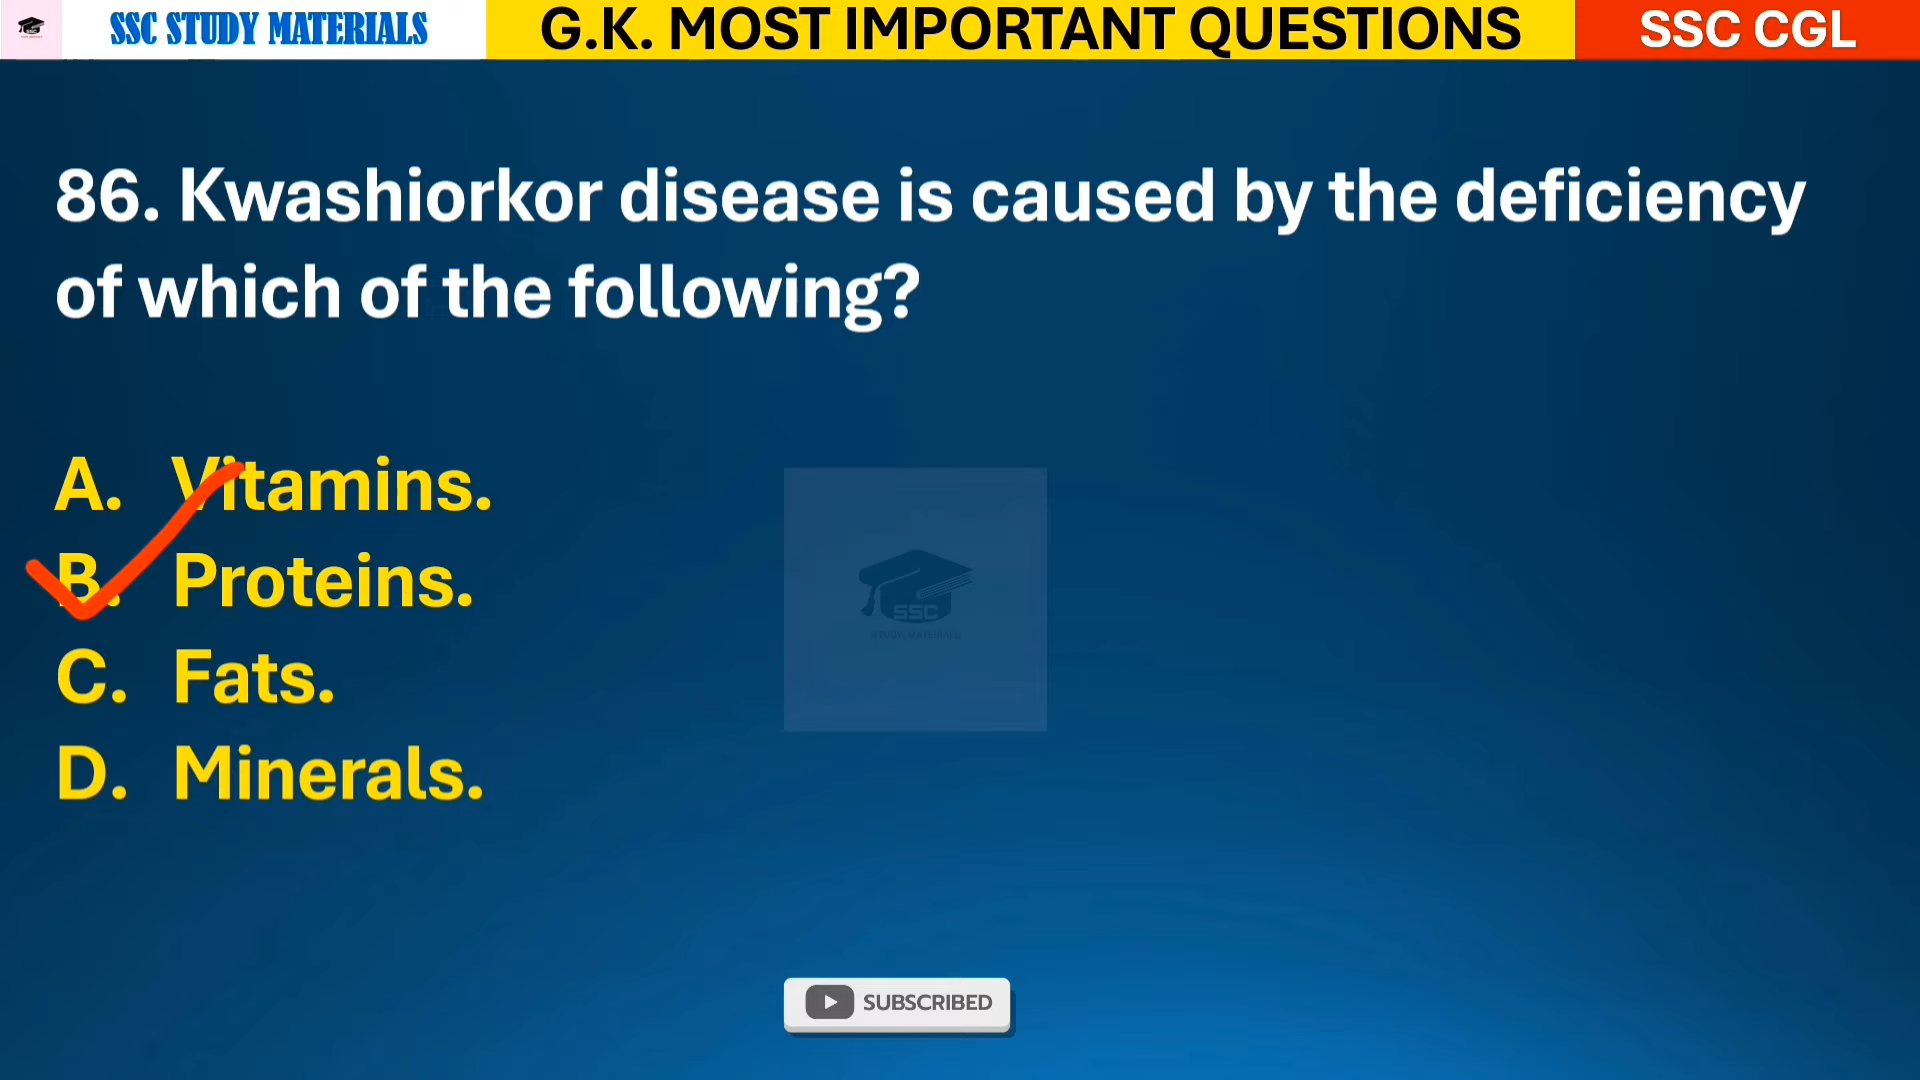 SSC STUDY MATERIALS
G.K. MOST IMPORTANT QUESTIONS
SSC CGL
86. Kwashiorkor disease is caused by the deficiency
of which of the following?
A. Vitamins.
B. Proteins.
C. Fats.
D. Minerals.
SSC
STUDY_MATERIALS
SUBSCRIBED